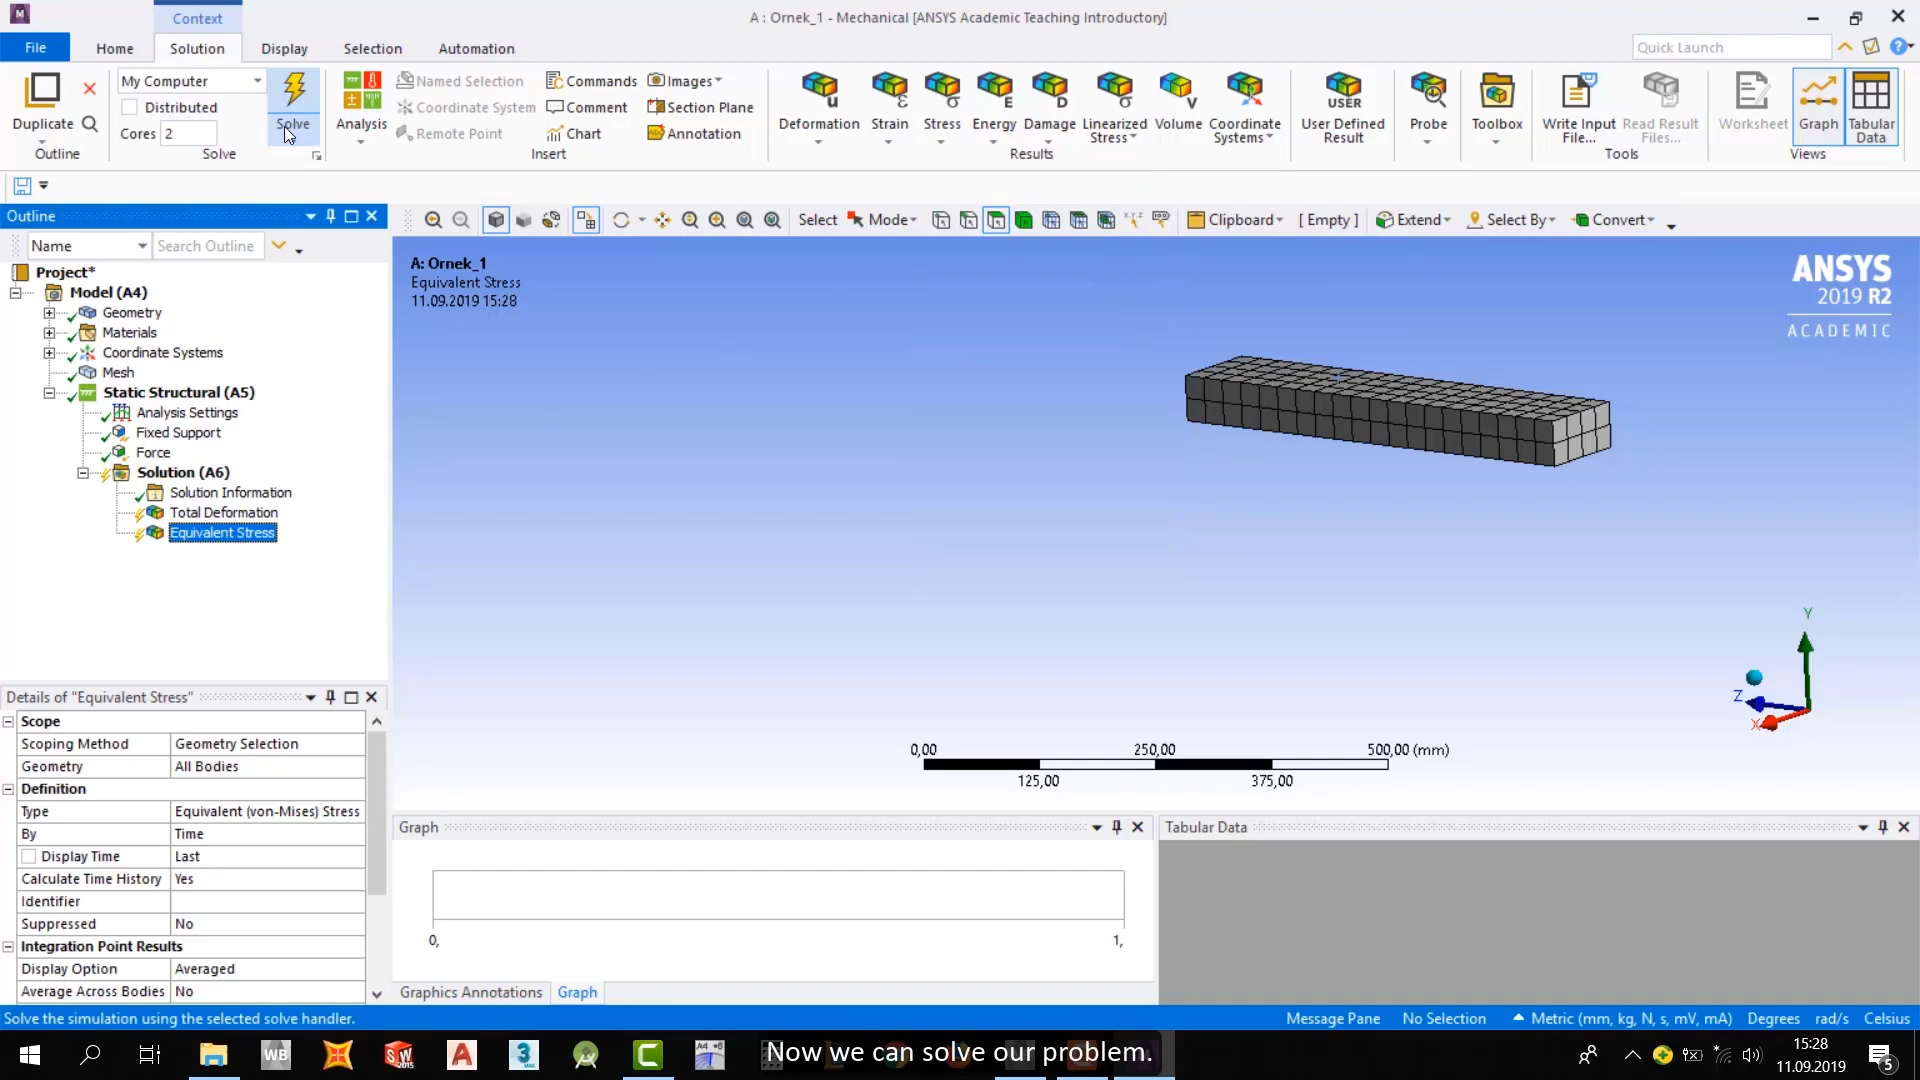 Context
A : Ornek_1 - Mechanical [ANSYS Academic Teaching Introductory]
File
Home
Solution
Display
Selection
Automation
Quick Launch
Duplicate
Outline
My Computer
Distributed
Cores 2
Solve
Solve
Analysis
Named Selection
Coordinate System
Remote Point
Commands
Comment
Chart
Images
Section Plane
Annotation
Insert
Deformation
Strain
Stress
Energy
Damage
Linearized Stress
Volume
Coordinate Systems
Results
USER
User Defined Result
Probe
Toolbox
Write Input File...
Read Result Files...
Tools
Worksheet
Graph
Tabular Data
Views
Outline
Name
Search Outline
Select
Mode
Clipboard
[ Empty ]
Extend
Select By
Convert
Project*
Model (A4)
Geometry
Materials
Coordinate Systems
Mesh
Static Structural (A5)
Analysis Settings
Fixed Support
Force
Solution (A6)
Solution Information
Total Deformation
Equivalent Stress
A: Ornek_1
Equivalent Stress
11.09.2019 15:28
ANSYS
2019 R2
ACADEMIC
Y
Z
X
0,00
250,00
500,00 (mm)
125,00
375,00
Details of "Equivalent Stress"
Scope
Scoping Method Geometry Selection
Geometry All Bodies
Definition
Type Equivalent (von-Mises) Stress
By Time
Display Time Last
Calculate Time History Yes
Identifier
Suppressed No
Integration Point Results
Display Option Averaged
Average Across Bodies No
Graph
0,
1,
Graphics Annotations
Graph
Tabular Data
Solve the simulation using the selected solve handler.
Message Pane
No Selection
Metric (mm, kg, N, s, mV, mA)
Degrees
rad/s
Celsius
Now we can solve our problem.
15:28
11.09.2019
5